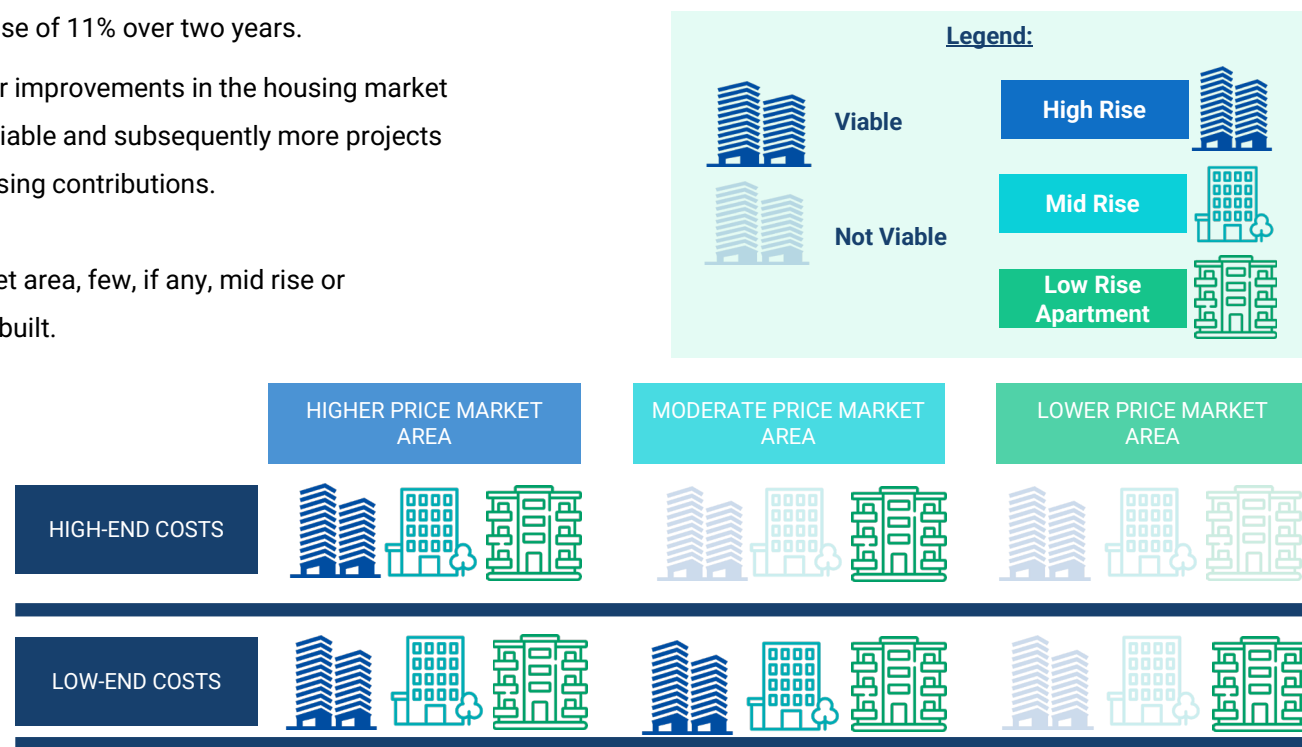 se of 11% over two years.
r improvements in the housing market
iable and subsequently more projects
sing contributions.
et area, few, if any, mid rise or
built.
Legend:
Viable
Not Viable
High Rise
Mid Rise
Low Rise
Apartment
HIGHER PRICE MARKET
AREA
MODERATE PRICE MARKET
AREA
LOWER PRICE MARKET
AREA
HIGH-END COSTS
LOW-END COSTS